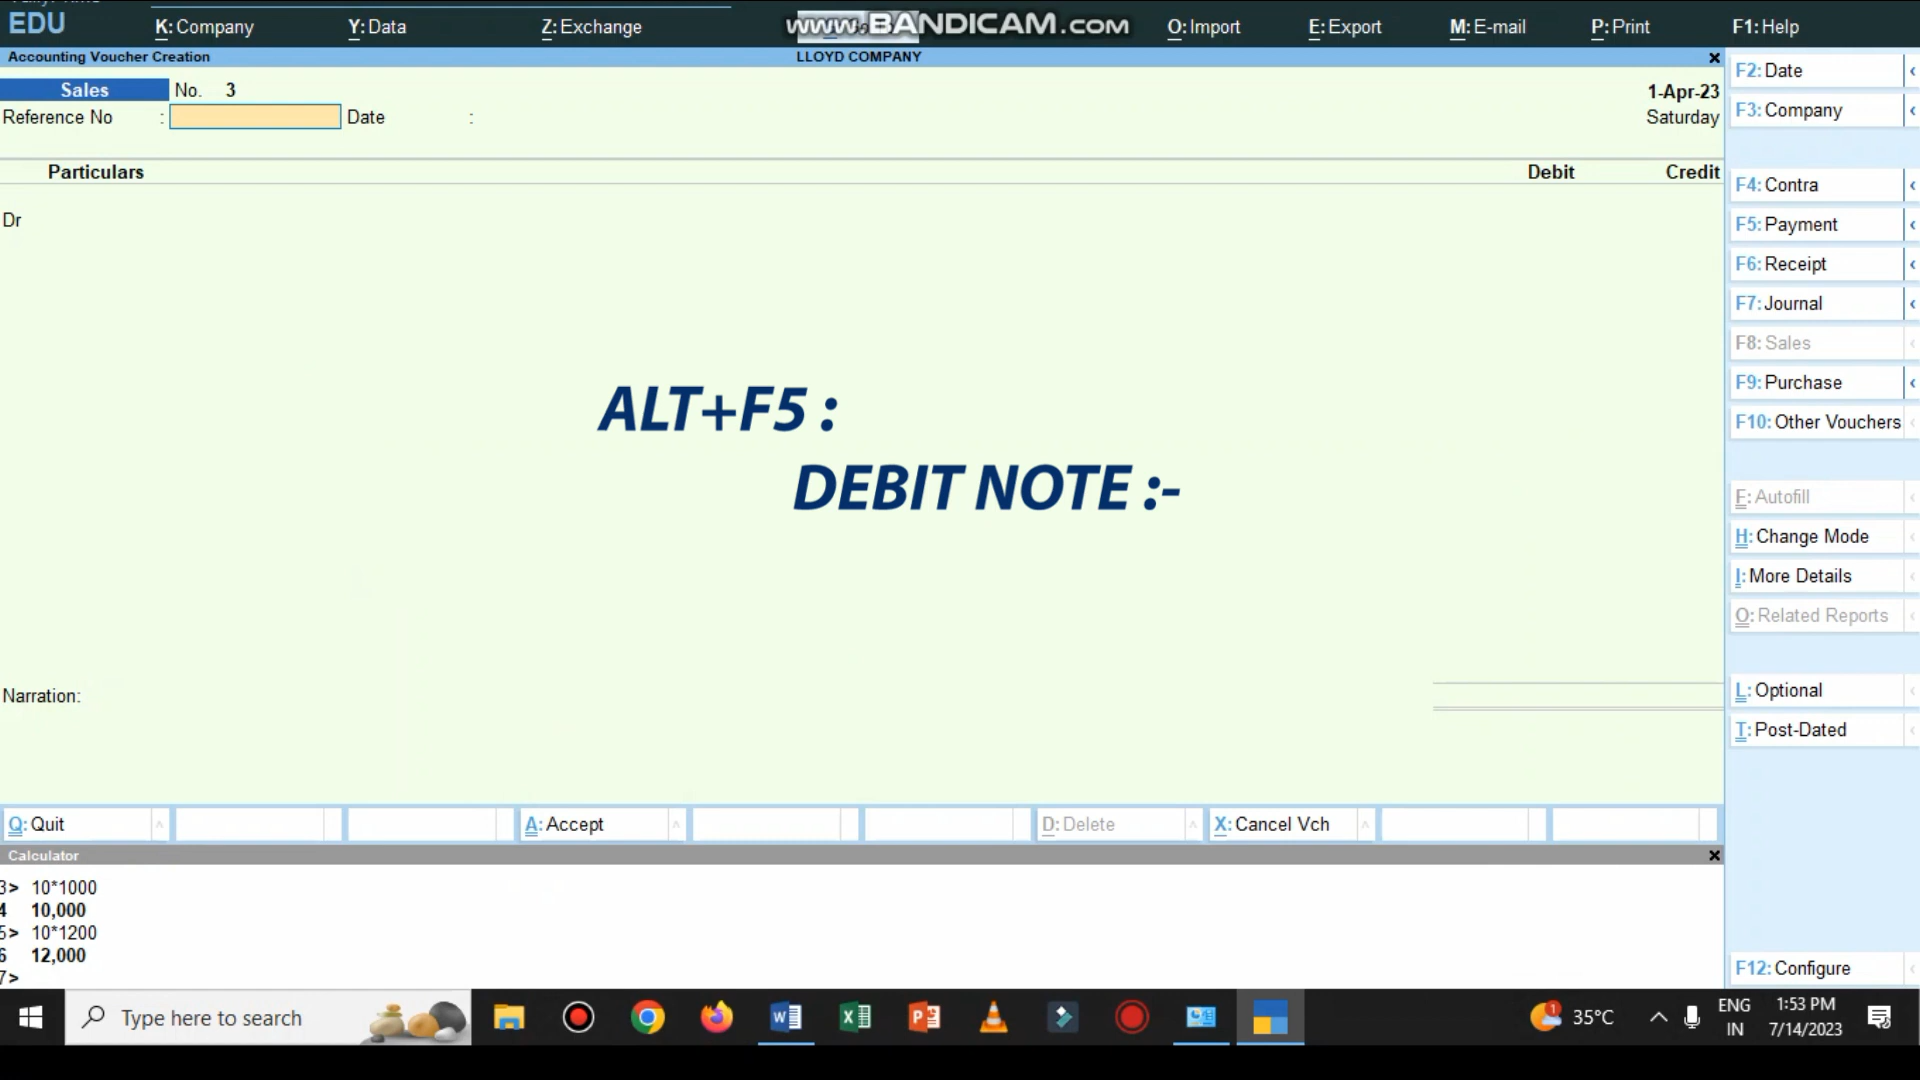 EDU
K: Company
Y: Data
Z: Exchange
www.BANDICAM.com
O: Import
E: Export
M: E-mail
P: Print
F1: Help
Accounting Voucher Creation
LLOYD COMPANY
Sales
No. 3
1-Apr-23
Reference No :
Date :
Saturday
Particulars
Debit
Credit
Dr
ALT+F5 :
DEBIT NOTE :-
Narration:
F2: Date
F3: Company
F4: Contra
F5: Payment
F6: Receipt
F7: Journal
F8: Sales
F9: Purchase
F10: Other Vouchers
F: Autofill
H: Change Mode
I: More Details
O: Related Reports
L: Optional
T: Post-Dated
F12: Configure
Q: Quit
A: Accept
D: Delete
X: Cancel Vch
Calculator
3> 10*1000
4 10,000
5> 10*1200
6 12,000
7>
Type here to search
35°C
ENG
IN
1:53 PM
7/14/2023